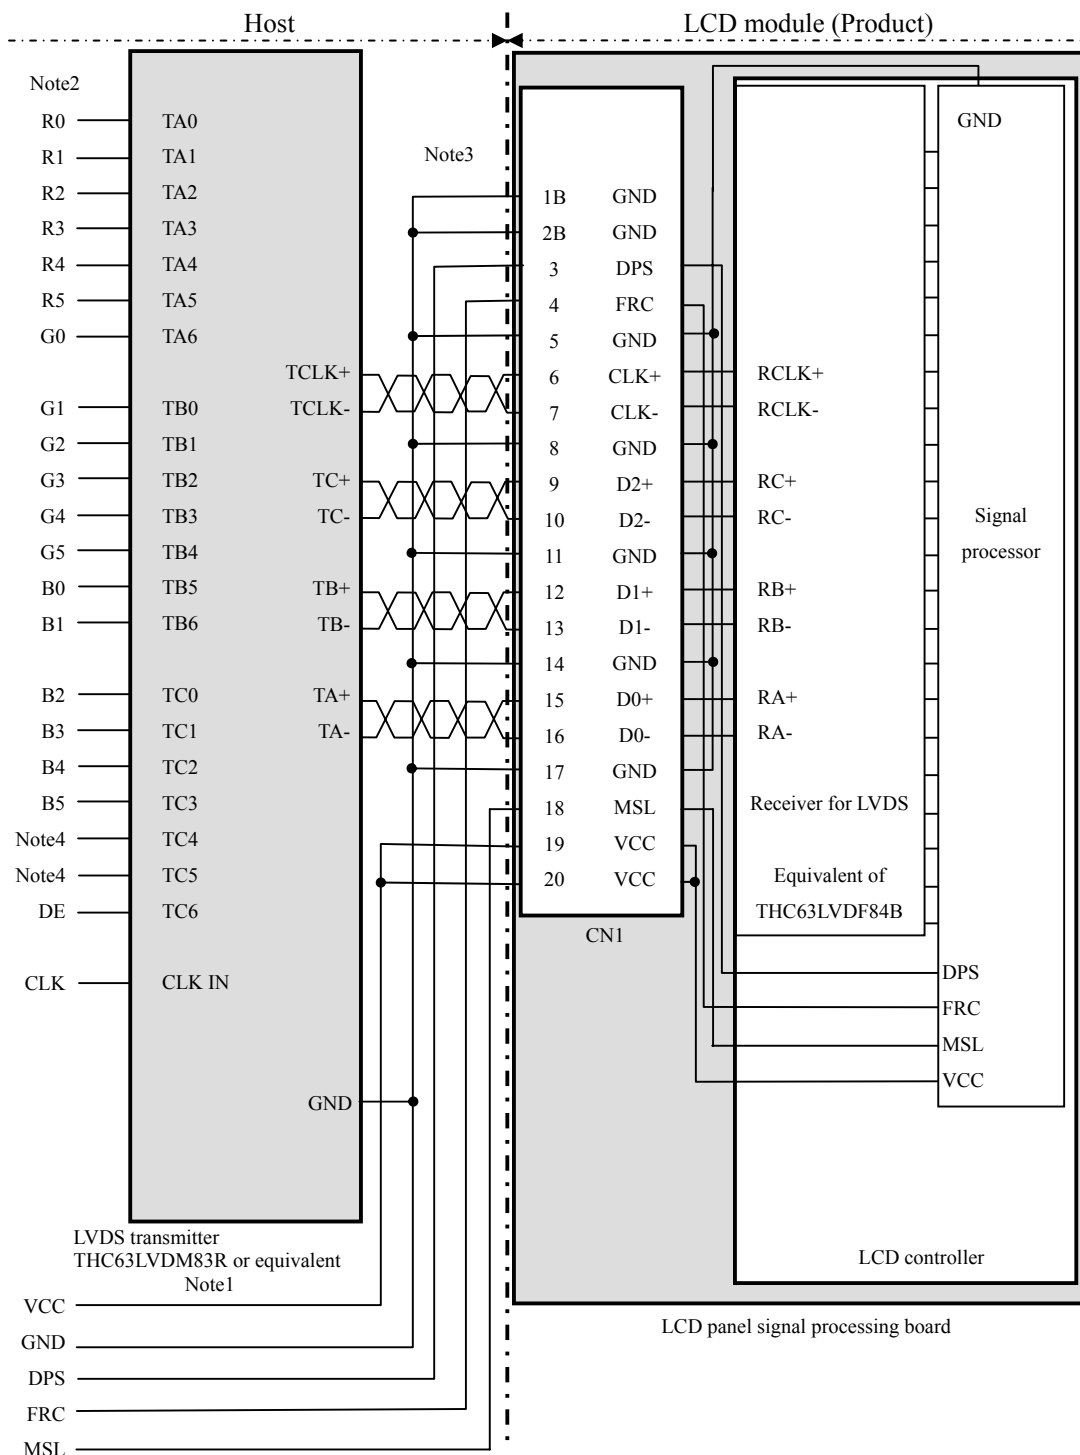 Host LCD module (Product)
Note2
R0 TA0 GND
R1 TA1 Note3
R2 TA2 1B GND
R3 TA3 2B GND
R4 TA4 3 DPS
R5 TA5 4 FRC
G0 TA6 5 GND
TCLK+ 6 CLK+ RCLK+
G1 TB0 TCLK- 7 CLK- RCLK-
G2 TB1 8 GND
G3 TB2 TC+ 9 D2+ RC+
G4 TB3 TC- 10 D2- RC- Signal
G5 TB4 11 GND processor
B0 TB5 TB+ 12 D1+ RB+
B1 TB6 TB- 13 D1- RB-
14 GND
B2 TC0 TA+ 15 D0+ RA+
B3 TC1 TA- 16 D0- RA-
B4 TC2 17 GND
B5 TC3 18 MSL Receiver for LVDS
Note4 TC4 19 VCC
Note4 TC5 20 VCC Equivalent of
DE TC6 THC63LVDF84B
CN1
DPS
CLK CLK IN
FRC
MSL
VCC
GND
LVDS transmitter
THC63LVDM83R or equivalent LCD controller
Note1
VCC
LCD panel signal processing board
GND
DPS
FRC
MSL